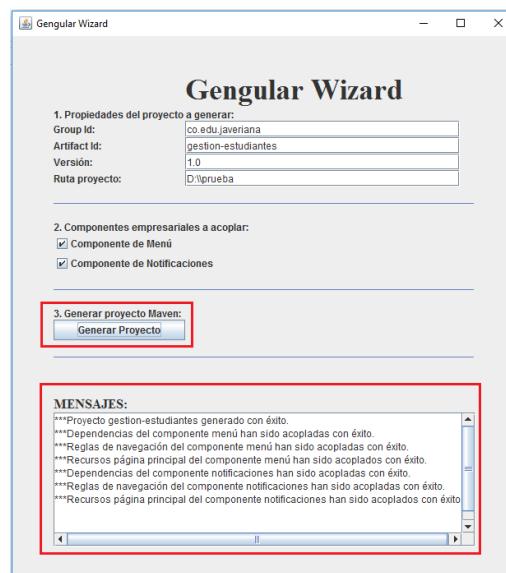 Gengular Wizard
Gengular Wizard
1. Propiedades del proyecto a generar:
Group Id: co.edu.javeriana
Artifact Id: gestion-estudiantes
Versión: 1.0
Ruta proyecto: D:\\prueba
2. Componentes empresariales a acoplar:
Componente de Menú
Componente de Notificaciones
3. Generar proyecto Maven:
Generar Proyecto
MENSAJES:
***Proyecto gestion-estudiantes generado con éxito.
***Dependencias del componente menú han sido acopladas con éxito.
***Reglas de navegación del componente menú han sido acopladas con éxito.
***Recursos página principal del componente menú han sido acoplados con éxito.
***Dependencias del componente notificaciones han sido acopladas con éxito.
***Reglas de navegación del componente notificaciones han sido acopladas con éxito.
***Recursos página principal del componente notificaciones han sido acoplados con éxito